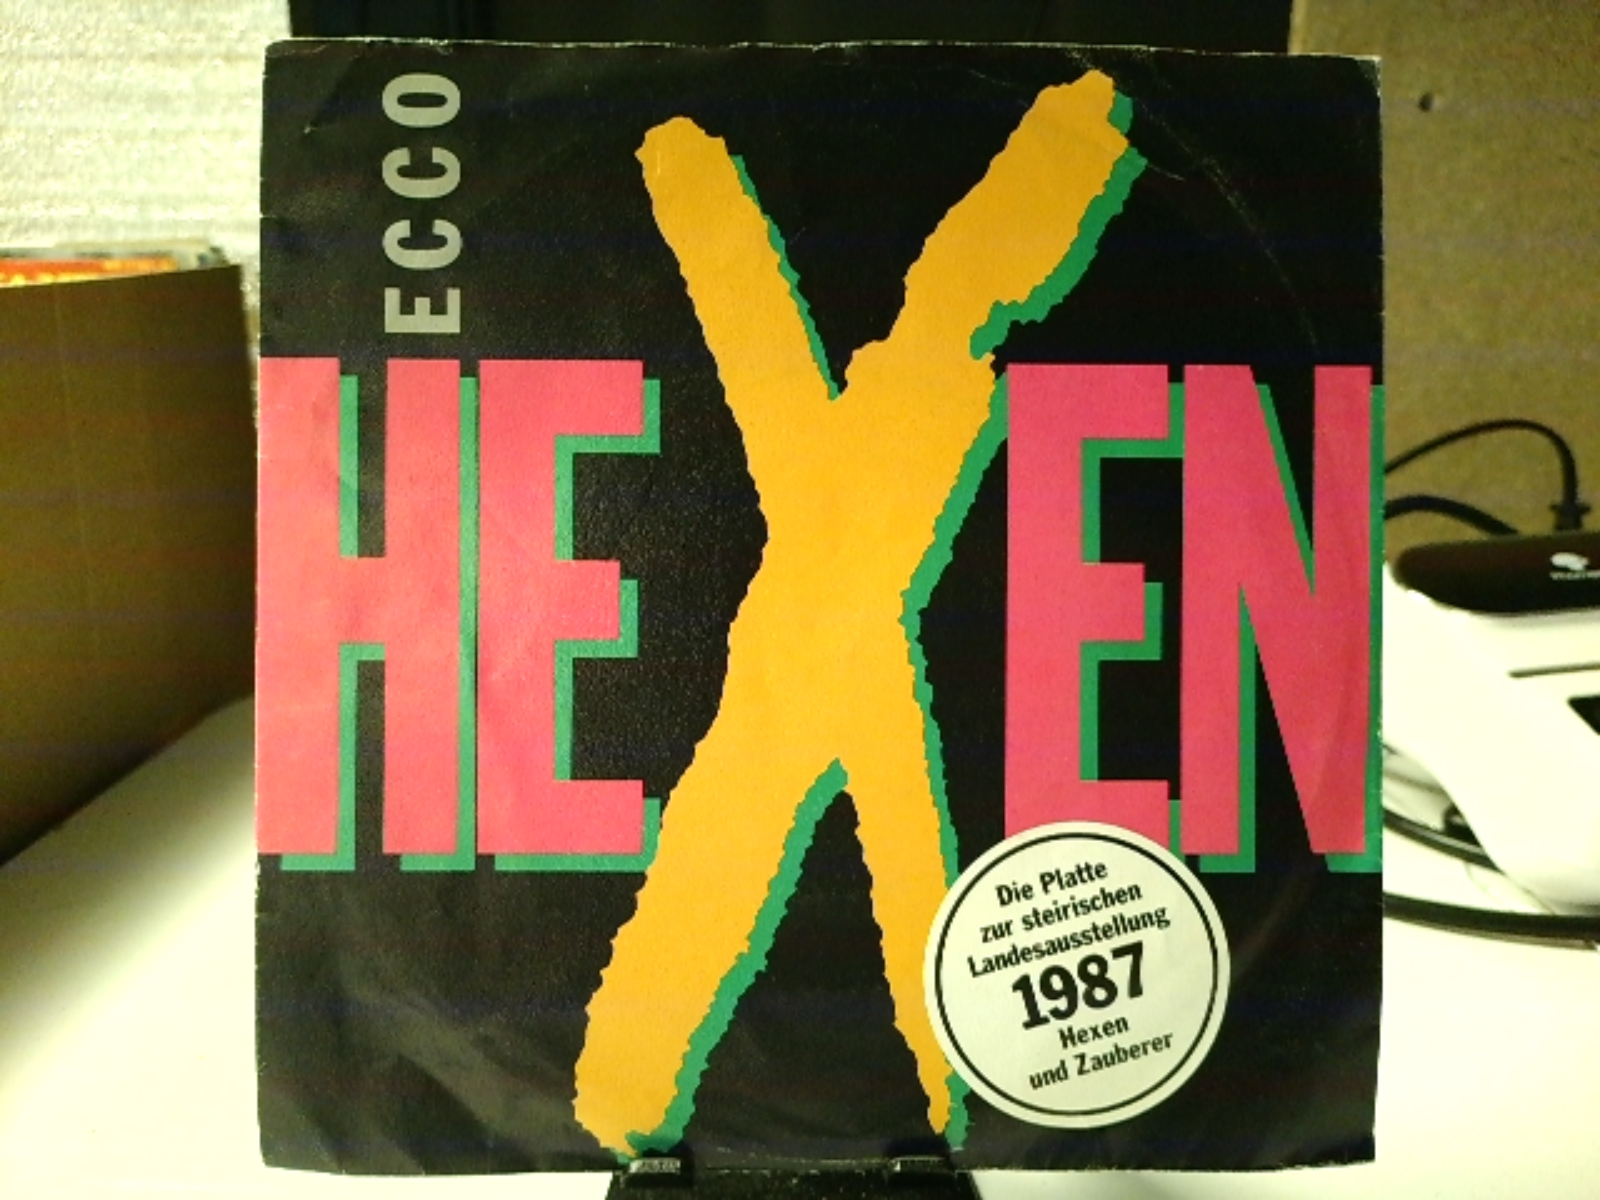 ECCO
HEXEN
Die Platte
zur steirischen
Landesausstellung
1987
Hexen
und Zauberer